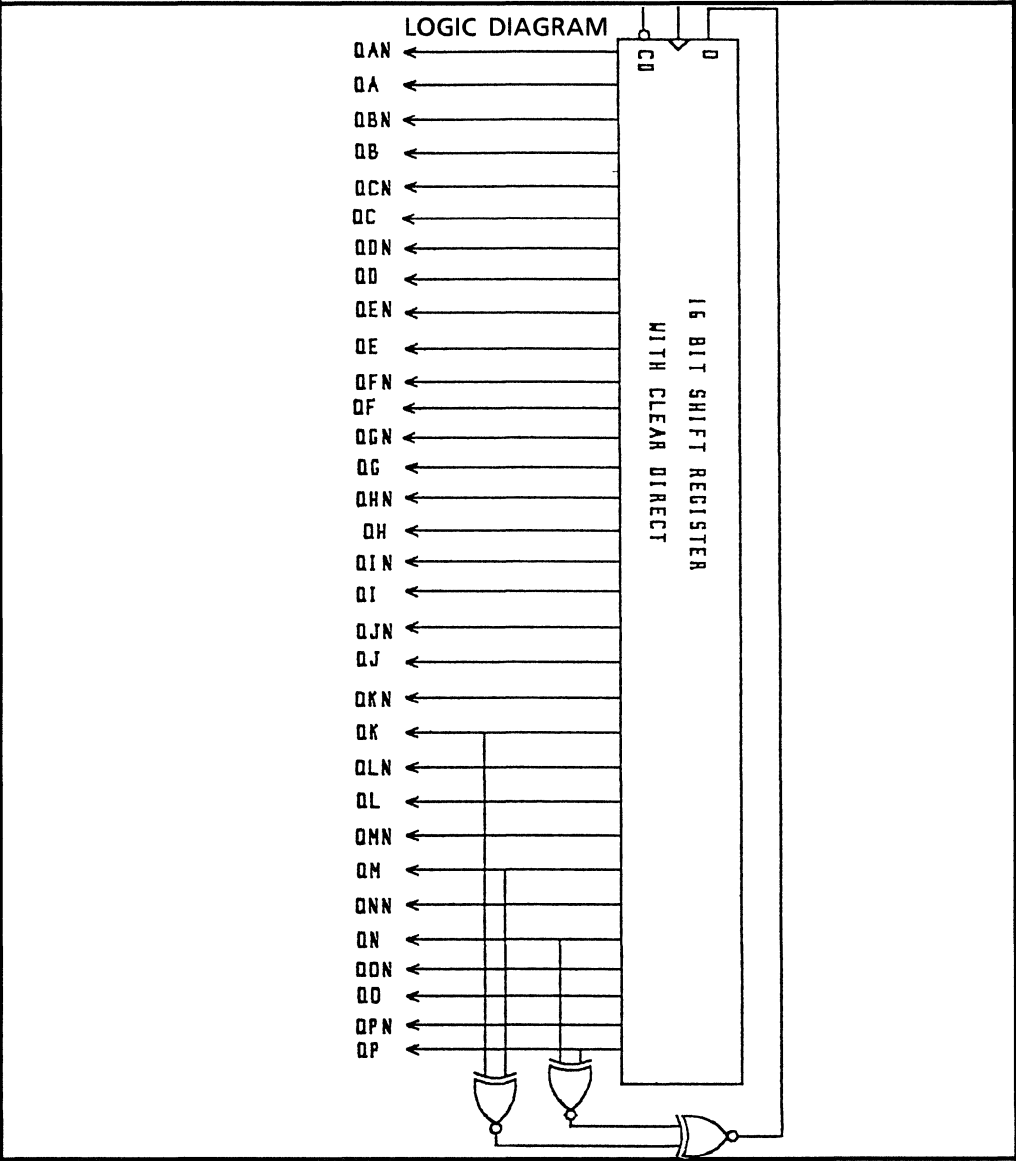 LOGIC DIAGRAM
QAN
QA
QBN
QB
QCN
QC
QDN
QD
QEN
QE
QFN
QF
QGN
QG
QHN
QH
QIN
QI
QJN
QJ
QKN
QK
QLN
QL
QMN
QM
QNN
QN
QON
QO
QPN
QP
CD
D
16 BIT SHIFT REGISTER
WITH CLEAR DIRECT